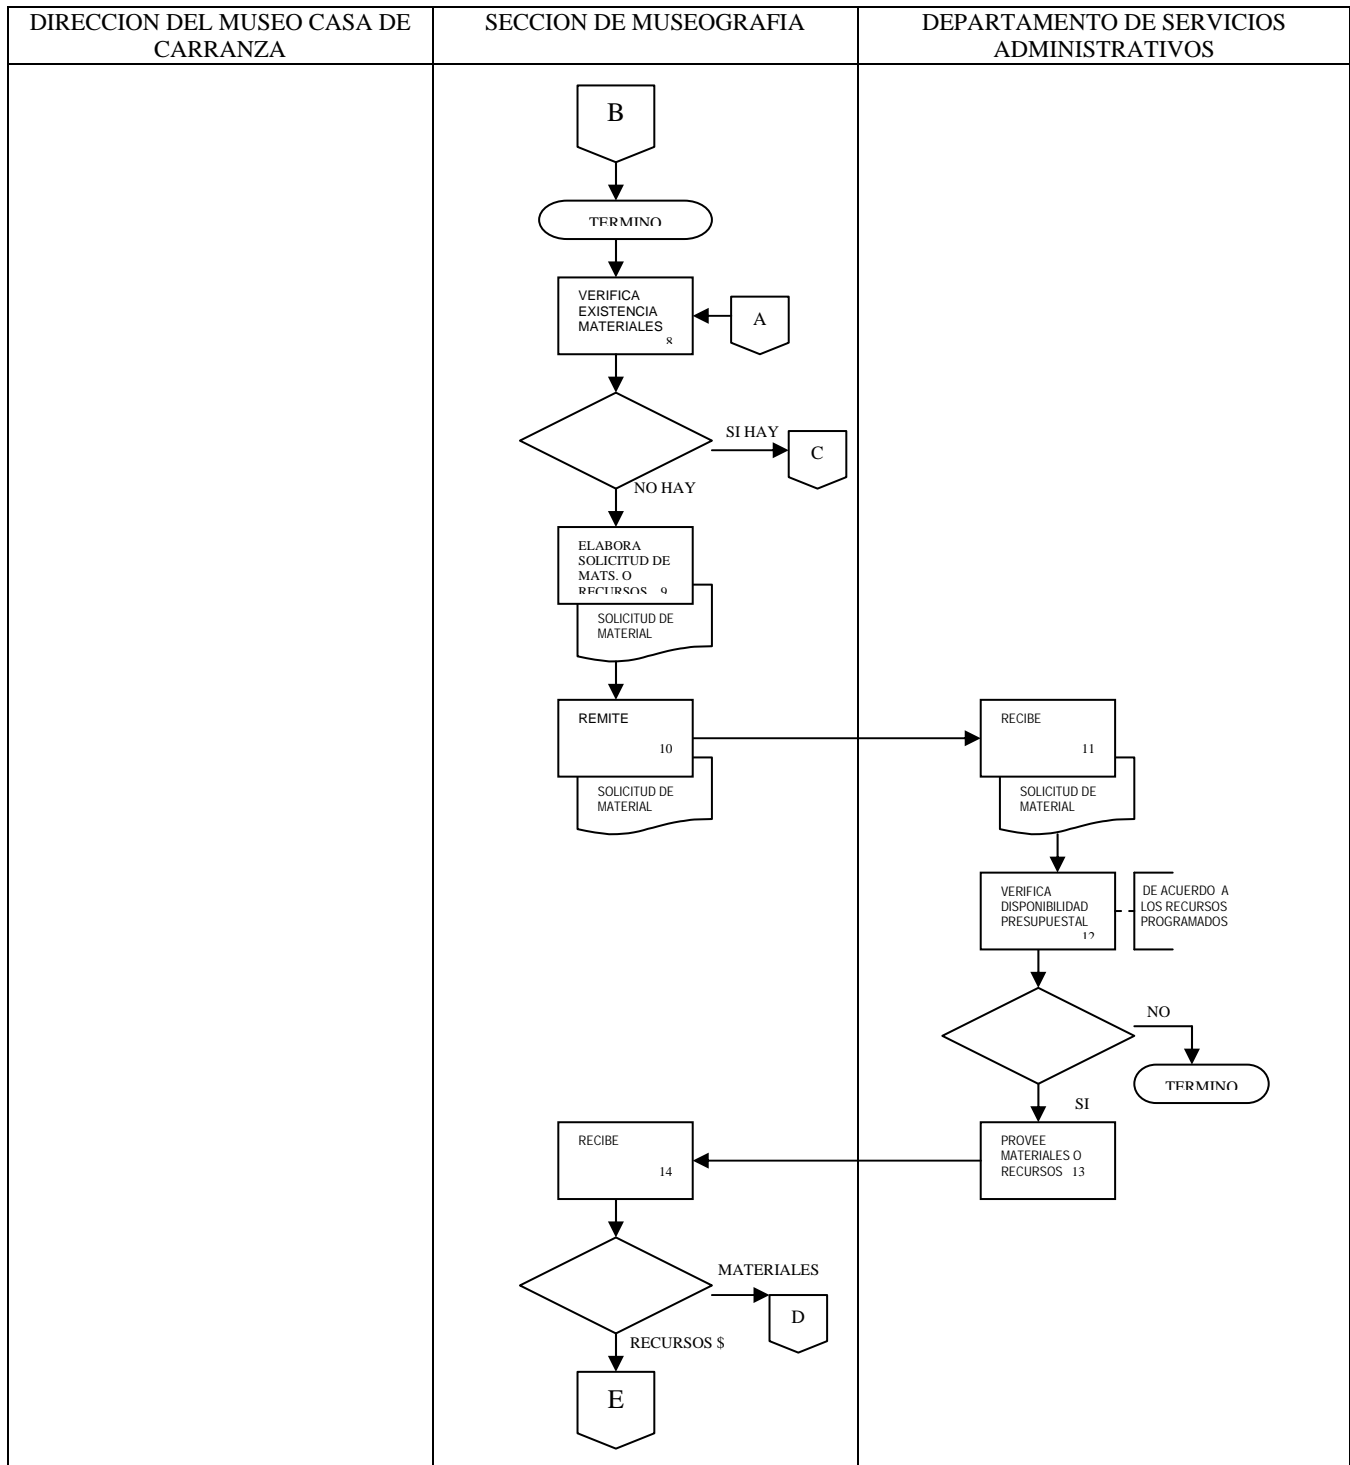 DIRECCION DEL MUSEO CASA DE
CARRANZA
SECCION DE MUSEOGRAFIA
DEPARTAMENTO DE SERVICIOS
ADMINISTRATIVOS
B
TERMINO
VERIFICA
EXISTENCIA
MATERIALES
8
A
SI HAY
C
NO HAY
ELABORA
SOLICITUD DE
MATS. O
RECURSOS 9
SOLICITUD DE
MATERIAL
REMITE
10
SOLICITUD DE
MATERIAL
RECIBE
11
SOLICITUD DE
MATERIAL
VERIFICA
DISPONIBILIDAD
PRESUPUESTAL
12
DE ACUERDO A
LOS RECURSOS
PROGRAMADOS
NO
TERMINO
SI
PROVEE
MATERIALES O
RECURSOS 13
RECIBE
14
MATERIALES
D
RECURSOS $
E